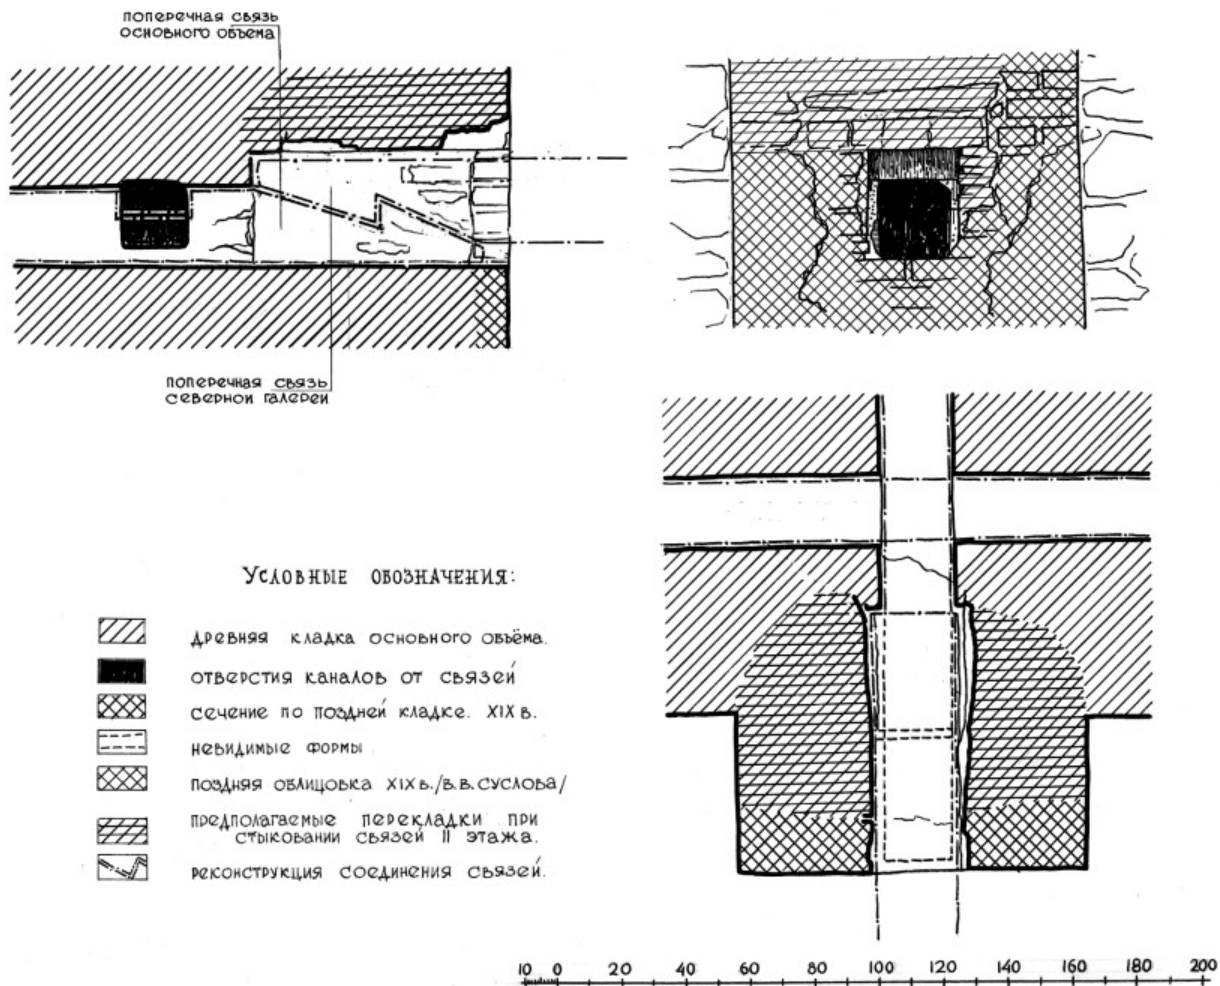 поперечная связь
основного объема
поперечная связь
северной галереи
Условные обозначения:
древняя кладка основного объёма.
отверстия каналов от связей
сечение по поздней кладке. XIX в.
невидимые формы
поздняя облицовка XIX в. /В.В. Суслова/
предполагаемые перекладки при
стыковании связей II этажа.
реконструкция соединения связей.
10 0 20 40 60 80 100 120 140 160 180 200